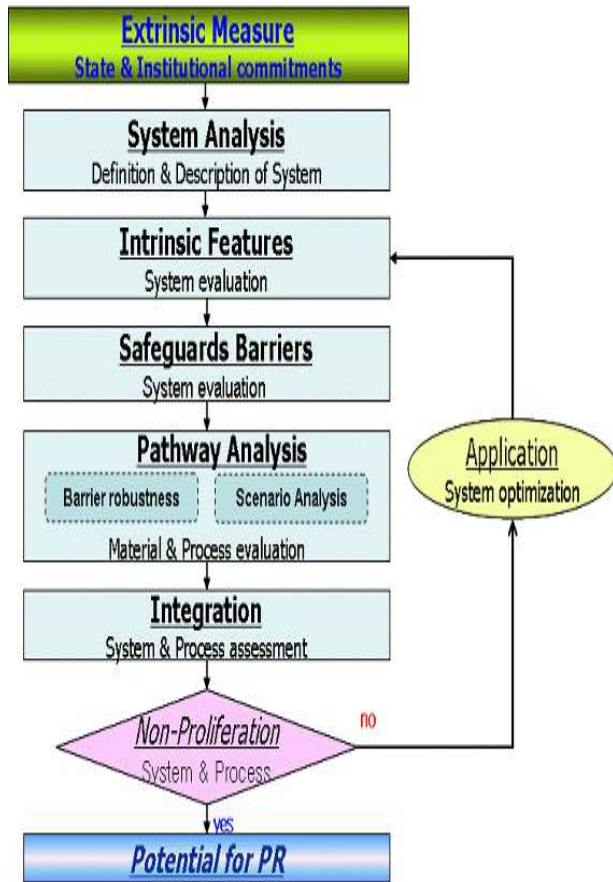 Extrinsic Measure
State & Institutional commitments
System Analysis
Definition & Description of System
Intrinsic Features
System evaluation
Safeguards Barriers
System evaluation
Pathway Analysis
Barrier robustness
Scenario Analysis
Material & Process evaluation
Application
System optimization
Integration
System & Process assessment
Non-Proliferation
System & Process
no
yes
Potential for PR